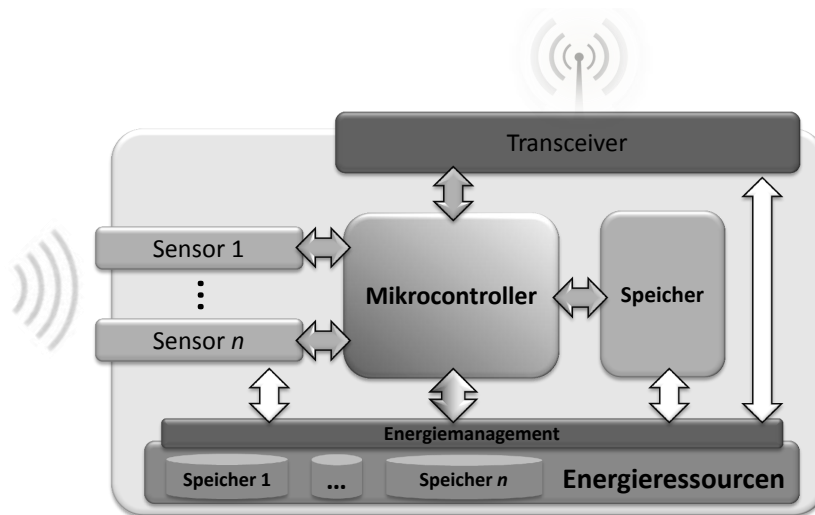 Transceiver
Sensor 1
⋮
Sensor n
Mikrocontroller
Speicher
Energiemanagement
Speicher 1
...
Speicher n
Energieressourcen